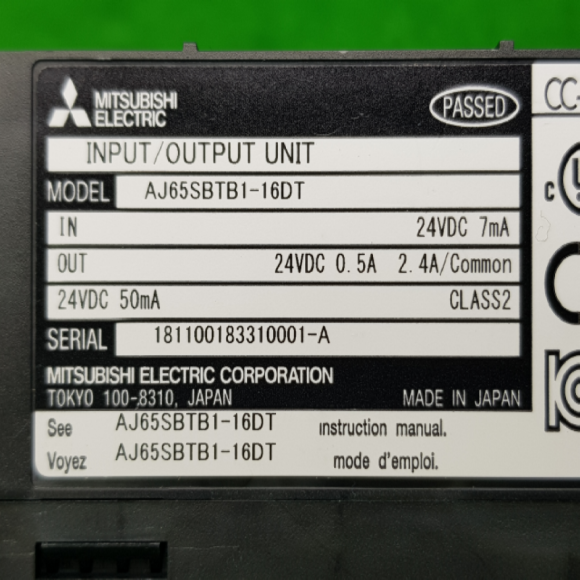 MITSUBISHI
ELECTRIC
PASSED
CC-
INPUT/OUTPUT UNIT
MODEL AJ65SBTB1-16DT
IN 24VDC 7mA
OUT 24VDC 0.5A 2.4A/Common
24VDC 50mA CLASS2
SERIAL 181100183310001-A
MITSUBISHI ELECTRIC CORPORATION
TOKYO 100-8310, JAPAN MADE IN JAPAN
See AJ65SBTB1-16DT instruction manual.
Voyez AJ65SBTB1-16DT mode d'emploi.
C